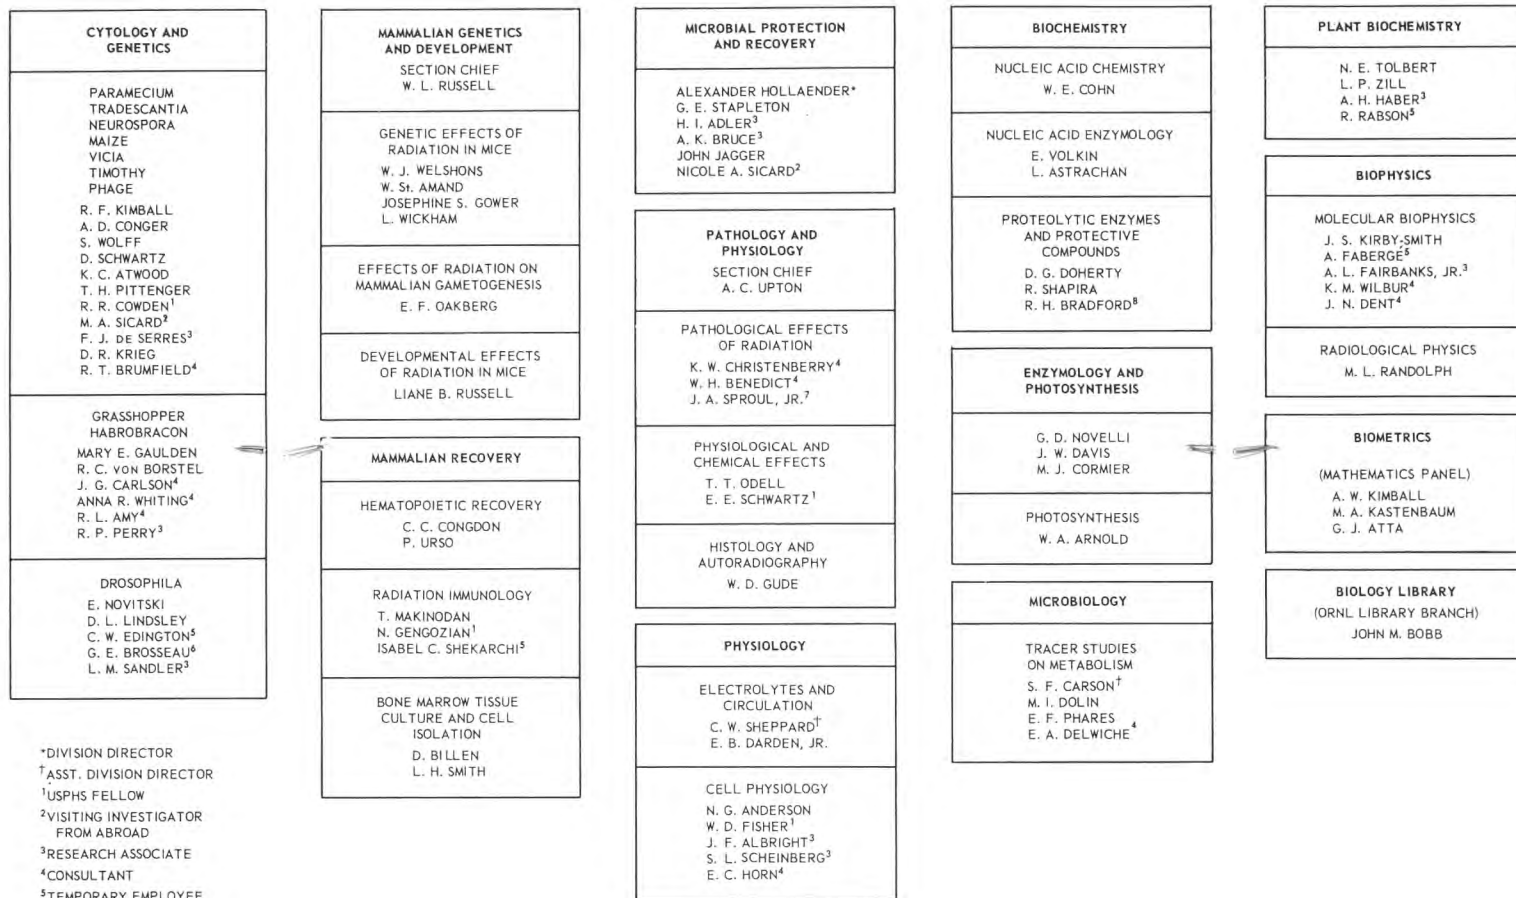 CYTOLOGY AND
GENETICS
PARAMECIUM
TRADESCANTIA
NEUROSPORA
MAIZE
VICIA
TIMOTHY
PHAGE
R. F. KIMBALL
A. D. CONGER
S. WOLFF
D. SCHWARTZ
K. C. ATWOOD
T. H. PITTENGER
R. R. COWDEN¹
M. A. SICARD²
F. J. DE SERRES³
D. R. KRIEG
R. T. BRUMFIELD⁴
GRASSHOPPER
HABROBRACON
MARY E. GAULDEN
R. C. VON BORSTEL
J. G. CARLSON⁴
ANNA R. WHITING⁴
R. L. AMY⁴
R. P. PERRY³
DROSOPHILA
E. NOVITSKI
D. L. LINDSLEY
C. W. EDINGTON⁵
G. E. BROSSEAU⁶
L. M. SANDLER³
*DIVISION DIRECTOR
†ASST. DIVISION DIRECTOR
¹USPHS FELLOW
²VISITING INVESTIGATOR
FROM ABROAD
³RESEARCH ASSOCIATE
⁴CONSULTANT
⁵TEMPORARY EMPLOYEE
MAMMALIAN GENETICS
AND DEVELOPMENT
SECTION CHIEF
W. L. RUSSELL
GENETIC EFFECTS OF
RADIATION IN MICE
W. J. WELSHONS
W. St. AMAND
JOSEPHINE S. GOWER
L. WICKHAM
EFFECTS OF RADIATION ON
MAMMALIAN GAMETOGENESIS
E. F. OAKBERG
DEVELOPMENTAL EFFECTS
OF RADIATION IN MICE
LIANE B. RUSSELL
MAMMALIAN RECOVERY
HEMATOPOIETIC RECOVERY
C. C. CONGDON
P. URSO
RADIATION IMMUNOLOGY
T. MAKINODAN
N. GENGOZIAN¹
ISABEL C. SHEKARCHI⁵
BONE MARROW TISSUE
CULTURE AND CELL
ISOLATION
D. BILLEN
L. H. SMITH
MICROBIAL PROTECTION
AND RECOVERY
ALEXANDER HOLLAENDER*
G. E. STAPLETON
H. I. ADLER³
A. K. BRUCE³
JOHN JAGGER
NICOLE A. SICARD²
PATHOLOGY AND
PHYSIOLOGY
SECTION CHIEF
A. C. UPTON
PATHOLOGICAL EFFECTS
OF RADIATION
K. W. CHRISTENBERRY⁴
W. H. BENEDICT⁴
J. A. SPROUL, JR.⁷
PHYSIOLOGICAL AND
CHEMICAL EFFECTS
T. T. ODELL
E. E. SCHWARTZ¹
HISTOLOGY AND
AUTORADIOGRAPHY
W. D. GUDE
PHYSIOLOGY
ELECTROLYTES AND
CIRCULATION
C. W. SHEPPARD†
E. B. DARDEN, JR.
CELL PHYSIOLOGY
N. G. ANDERSON
W. D. FISHER¹
J. F. ALBRIGHT³
S. L. SCHEINBERG³
E. C. HORN⁴
BIOCHEMISTRY
NUCLEIC ACID CHEMISTRY
W. E. COHN
NUCLEIC ACID ENZYMOLOGY
E. VOLKIN
L. ASTRACHAN
PROTEOLYTIC ENZYMES
AND PROTECTIVE
COMPOUNDS
D. G. DOHERTY
R. SHAPIRA
R. H. BRADFORD⁸
ENZYMOLOGY AND
PHOTOSYNTHESIS
G. D. NOVELLI
J. W. DAVIS
M. J. CORMIER
PHOTOSYNTHESIS
W. A. ARNOLD
MICROBIOLOGY
TRACER STUDIES
ON METABOLISM
S. F. CARSON†
M. I. DOLIN
E. F. PHARES
E. A. DELWICHE⁴
PLANT BIOCHEMISTRY
N. E. TOLBERT
L. P. ZILL
A. H. HABER³
R. RABSON⁵
BIOPHYSICS
MOLECULAR BIOPHYSICS
J. S. KIRBY-SMITH
A. FABERGÉ⁵
A. L. FAIRBANKS, JR.³
K. M. WILBUR⁴
J. N. DENT⁴
RADIOLOGICAL PHYSICS
M. L. RANDOLPH
BIOMETRICS
(MATHEMATICS PANEL)
A. W. KIMBALL
M. A. KASTENBAUM
G. J. ATTA
BIOLOGY LIBRARY
(ORNL LIBRARY BRANCH)
JOHN M. BOBB